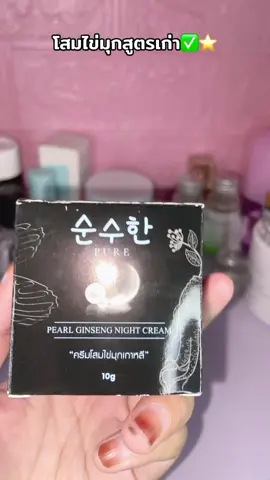 โสมไข่มุกสูตรเก่า✅⭐
순수한
PURE
PEARL GINSENG NIGHT CREAM
"ครีมโสมไข่มุกเกาหลี"
10g